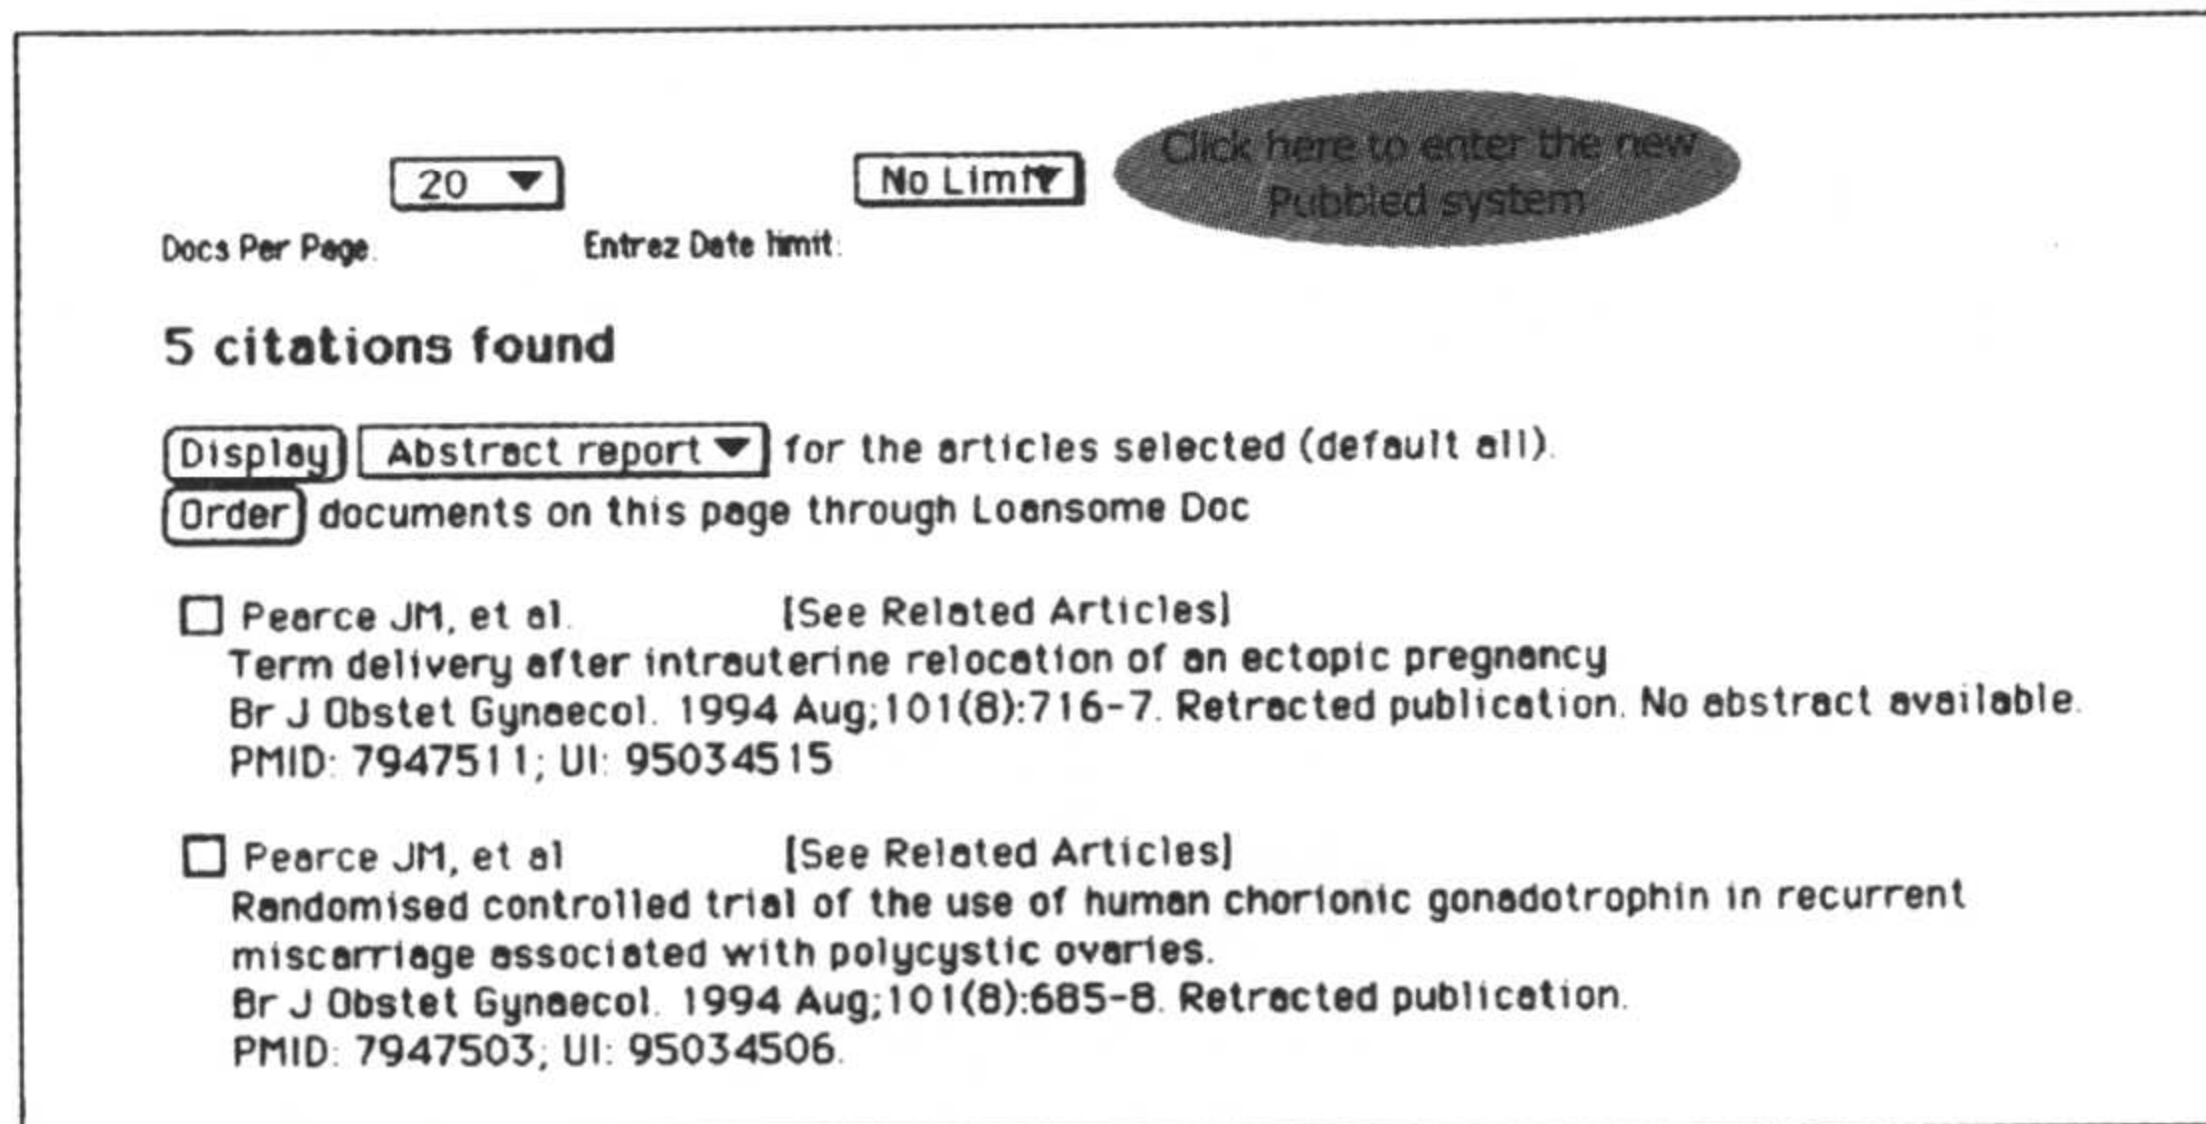 Click here to enter the new
Pubbled system
20 No Limit
Docs Per Page. Entrez Date limit:
5 citations found
Display Abstract report for the articles selected (default all).
Order documents on this page through Loansome Doc
Pearce JM, et al. [See Related Articles]
Term delivery after intrauterine relocation of an ectopic pregnancy
Br J Obstet Gynaecol. 1994 Aug;101(8):716-7. Retracted publication. No abstract available.
PMID: 7947511; UI: 95034515
Pearce JM, et al [See Related Articles]
Randomised controlled trial of the use of human chorionic gonadotrophin in recurrent
miscarriage associated with polycystic ovaries.
Br J Obstet Gynaecol. 1994 Aug;101(8):685-8. Retracted publication.
PMID: 7947503; UI: 95034506.